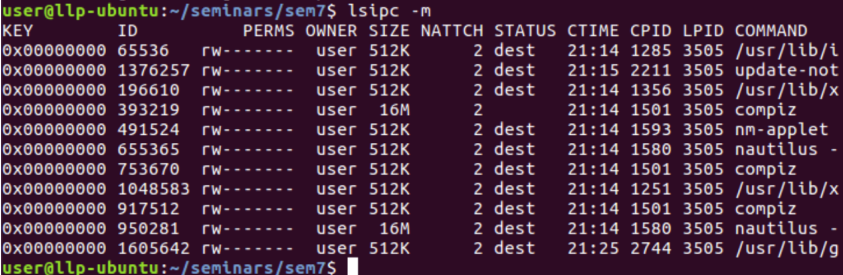 user@llp-ubuntu:~/seminars/sem7$ lsipc -m
KEY        ID          PERMS OWNER SIZE NATTCH STATUS CTIME CPID LPID COMMAND
0x00000000 65536   rw-------  user 512K      2 dest   21:14 1285 3505 /usr/lib/i
0x00000000 1376257 rw-------  user 512K      2 dest   21:15 2211 3505 update-not
0x00000000 196610  rw-------  user 512K      2 dest   21:14 1356 3505 /usr/lib/x
0x00000000 393219  rw-------  user  16M      2        21:14 1501 3505 compiz
0x00000000 491524  rw-------  user 512K      2 dest   21:14 1593 3505 nm-applet
0x00000000 655365  rw-------  user 512K      2 dest   21:14 1580 3505 nautilus -
0x00000000 753670  rw-------  user 512K      2 dest   21:14 1501 3505 compiz
0x00000000 1048583 rw-------  user 512K      2 dest   21:14 1251 3505 /usr/lib/x
0x00000000 917512  rw-------  user 512K      2 dest   21:14 1501 3505 compiz
0x00000000 950281  rw-------  user  16M      2 dest   21:14 1580 3505 nautilus -
0x00000000 1605642 rw-------  user 512K      2 dest   21:25 2744 3505 /usr/lib/g
user@llp-ubuntu:~/seminars/sem7$